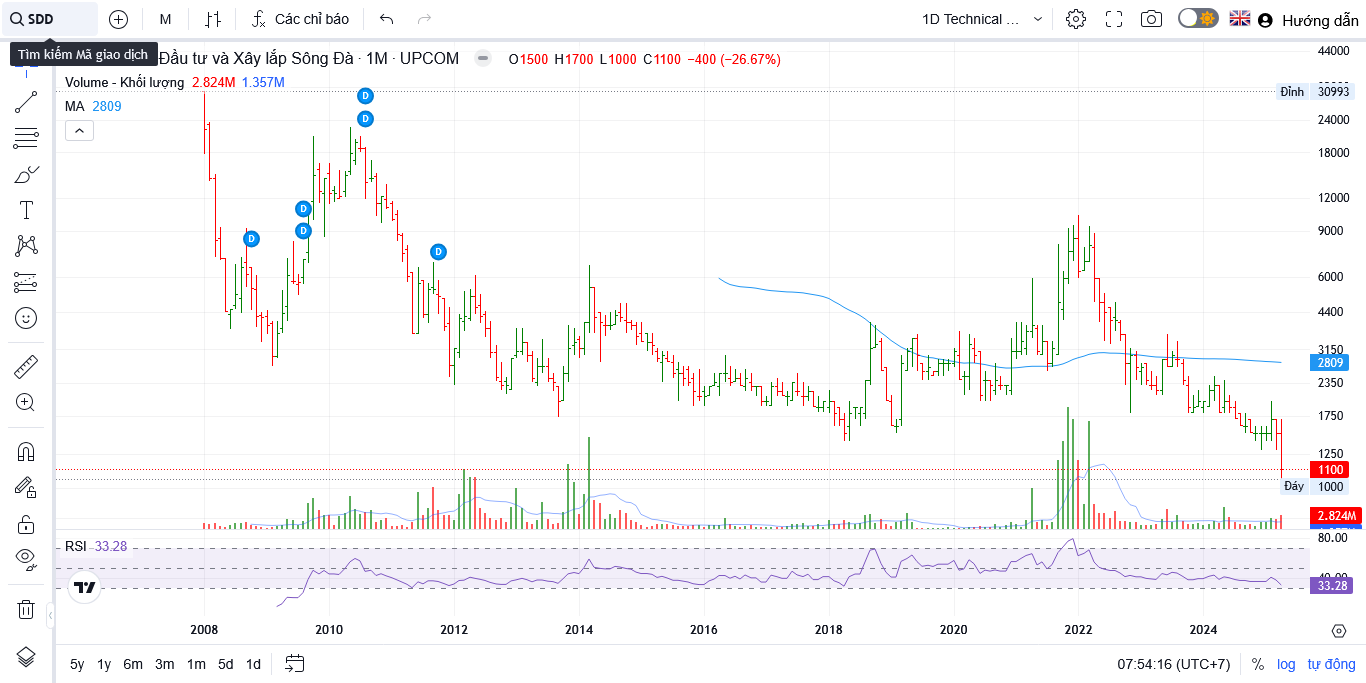 SDD
M
Các chỉ báo
1D Technical ...
Hướng dẫn
Tìm kiếm Mã giao dịch
Đầu tư và Xây lắp Sông Đà · 1M · UPCOM
O1500 H1700 L1000 C1100 −400 (−26.67%)
Volume - Khối lượng 2.824M 1.357M
MA 2809
D
D
D
D
D
D
44000
Đỉnh 30993
24000
18000
12000
9000
6000
4400
3150
2809
2350
1750
1250
1100
Đáy 1000
2.824M
80.00
40.00
33.28
RSI 33.28
2008 2010 2012 2014 2016 2018 2020 2022 2024
5y 1y 6m 3m 1m 5d 1d
07:54:16 (UTC+7) % log tự động